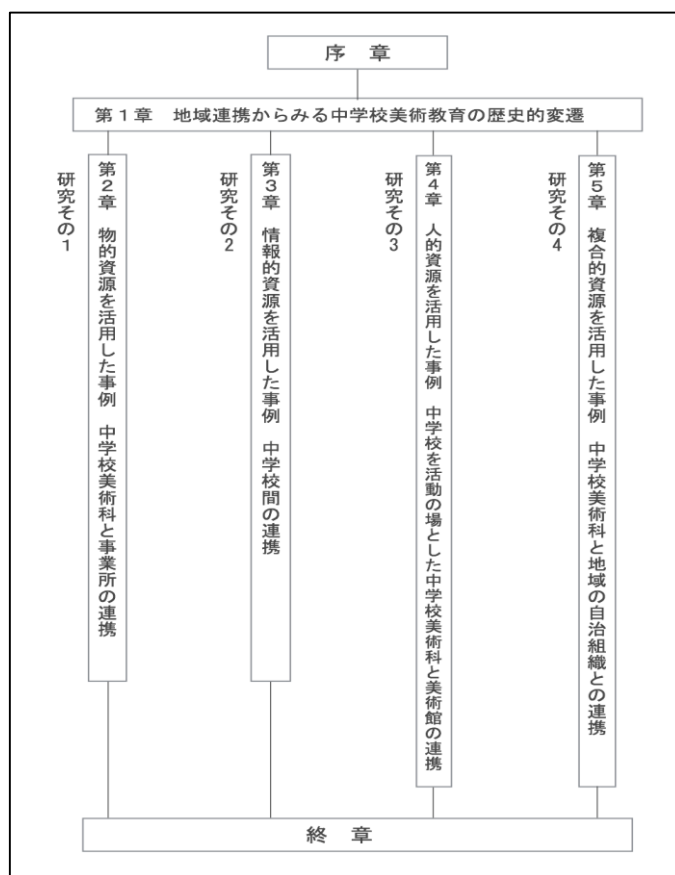 序　章
第１章　地域連携からみる中学校美術教育の歴史的変遷
第２章　物的資源を活用した事例　中学校美術科と事業所の連携
研究その１
第３章　情報的資源を活用した事例　中学校間の連携
研究その２
第４章　人的資源を活用した事例　中学校を活動の場とした中学校美術科と美術館の連携
研究その３
第５章　複合的資源を活用した事例　中学校美術科と地域の自治組織との連携
研究その４
終　章